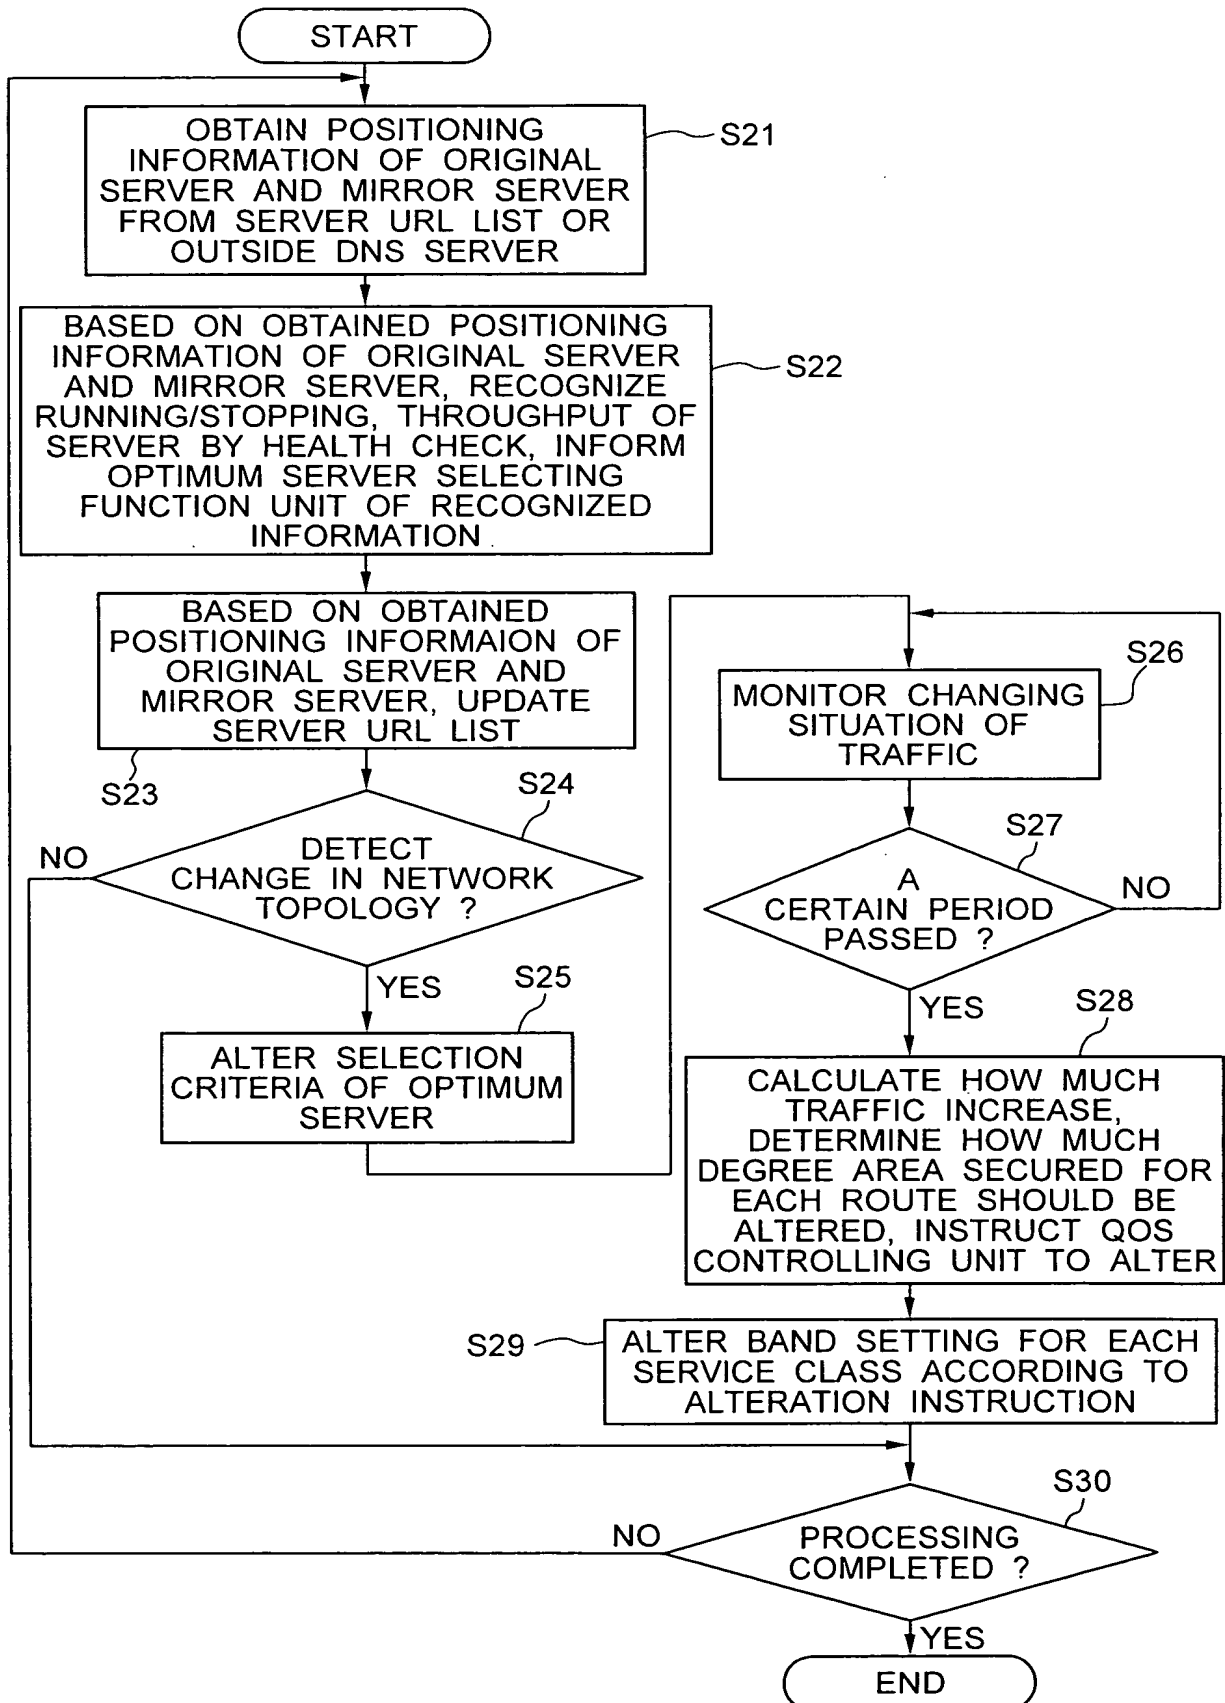 START
OBTAIN POSITIONING
INFORMATION OF ORIGINAL
SERVER AND MIRROR SERVER
FROM SERVER URL LIST OR
OUTSIDE DNS SERVER
S21
BASED ON OBTAINED POSITIONING
INFORMATION OF ORIGINAL SERVER
AND MIRROR SERVER, RECOGNIZE
RUNNING/STOPPING, THROUGHPUT OF
SERVER BY HEALTH CHECK, INFORM
OPTIMUM SERVER SELECTING
FUNCTION UNIT OF RECOGNIZED
INFORMATION
S22
BASED ON OBTAINED
POSITIONING INFORMAION OF
ORIGINAL SERVER AND
MIRROR SERVER, UPDATE
SERVER URL LIST
S23
S24
DETECT
CHANGE IN NETWORK
TOPOLOGY ?
NO
YES
S25
ALTER SELECTION
CRITERIA OF OPTIMUM
SERVER
S26
MONITOR CHANGING
SITUATION OF
TRAFFIC
S27
A
CERTAIN PERIOD
PASSED ?
NO
YES
S28
CALCULATE HOW MUCH
TRAFFIC INCREASE,
DETERMINE HOW MUCH
DEGREE AREA SECURED FOR
EACH ROUTE SHOULD BE
ALTERED, INSTRUCT QOS
CONTROLLING UNIT TO ALTER
S29
ALTER BAND SETTING FOR EACH
SERVICE CLASS ACCORDING TO
ALTERATION INSTRUCTION
S30
PROCESSING
COMPLETED ?
NO
YES
END